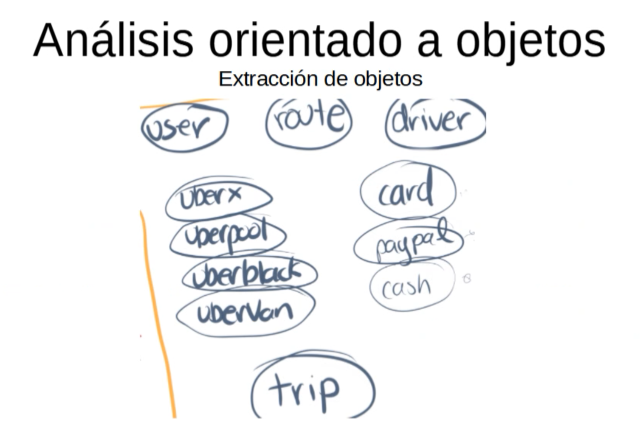 Análisis orientado a objetos
Extracción de objetos
user route driver
Uberx
Uberpool
Uberblack
UberVan
card
paypal
cash
trip